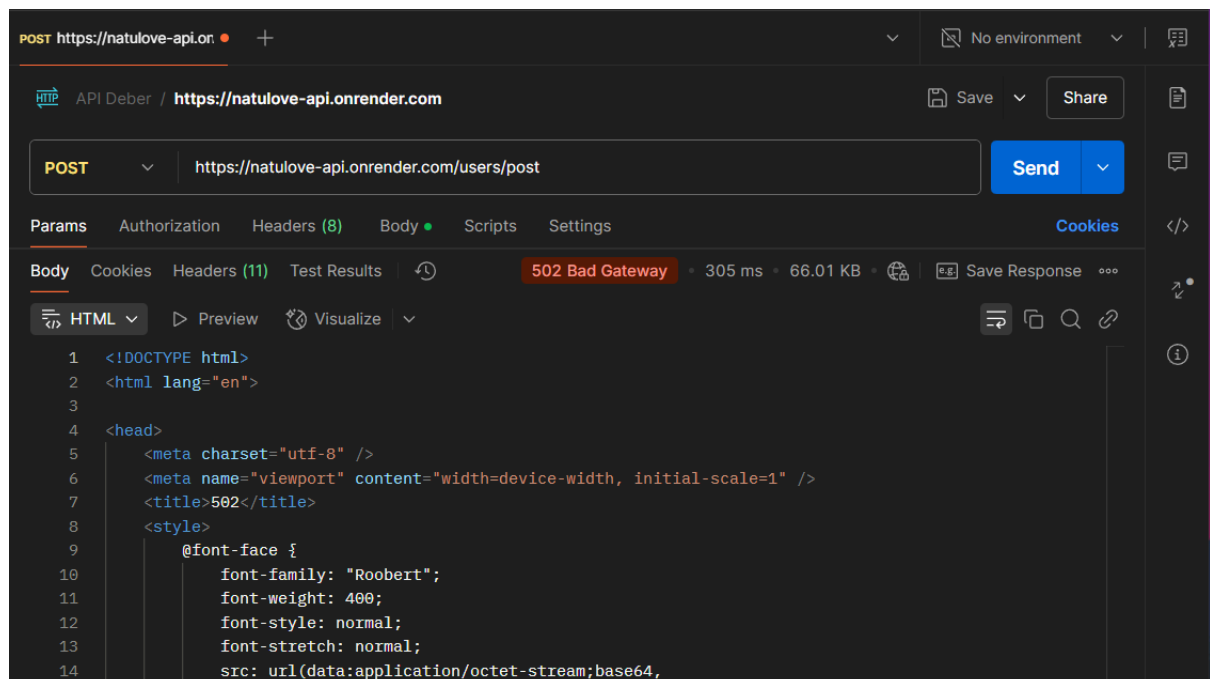 POST https://natulove-api.on
No environment
HTTP API Deber / https://natulove-api.onrender.com
Save
Share
POST
https://natulove-api.onrender.com/users/post
Send
Params Authorization Headers (8) Body Scripts Settings
Cookies
Body Cookies Headers (11) Test Results
502 Bad Gateway • 305 ms • 66.01 KB • e.g. Save Response
HTML Preview Visualize
1 <!DOCTYPE html>
2 <html lang="en">
3
4 <head>
5 <meta charset="utf-8" />
6 <meta name="viewport" content="width=device-width, initial-scale=1" />
7 <title>502</title>
8 <style>
9 @font-face {
10 font-family: "Roobert";
11 font-weight: 400;
12 font-style: normal;
13 font-stretch: normal;
14 src: url(data:application/octet-stream;base64,